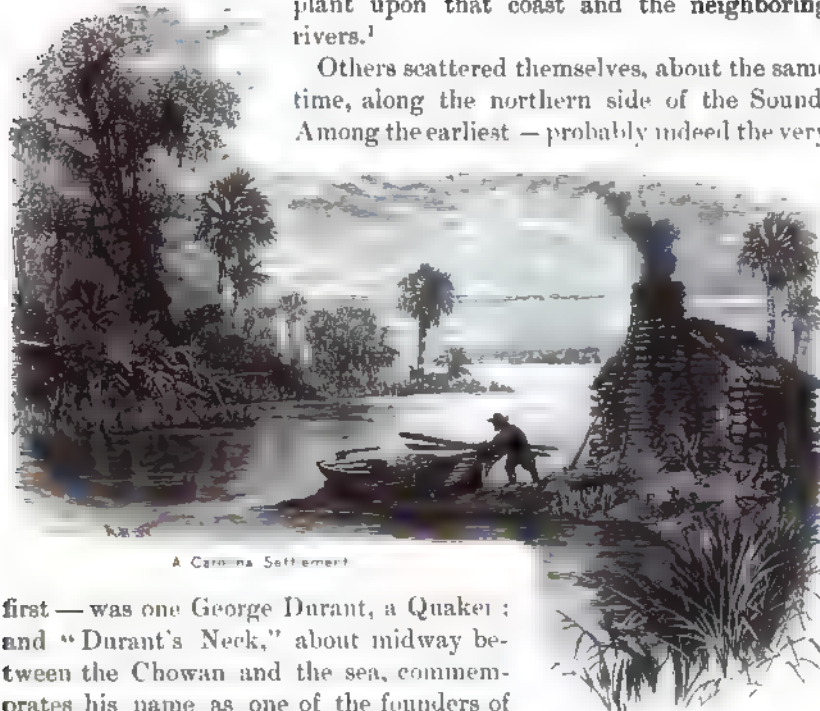 plant upon that coast and the neighboring
rivers.¹
Others scattered themselves, about the same
time, along the northern side of the Sound
Among the earliest — probably indeed the very
A Carolina Settlement
first — was one George Durant, a Quaker;
and "Durant's Neck," about midway be-
tween the Chowan and the sea, commem-
orates his name as one of the founders of